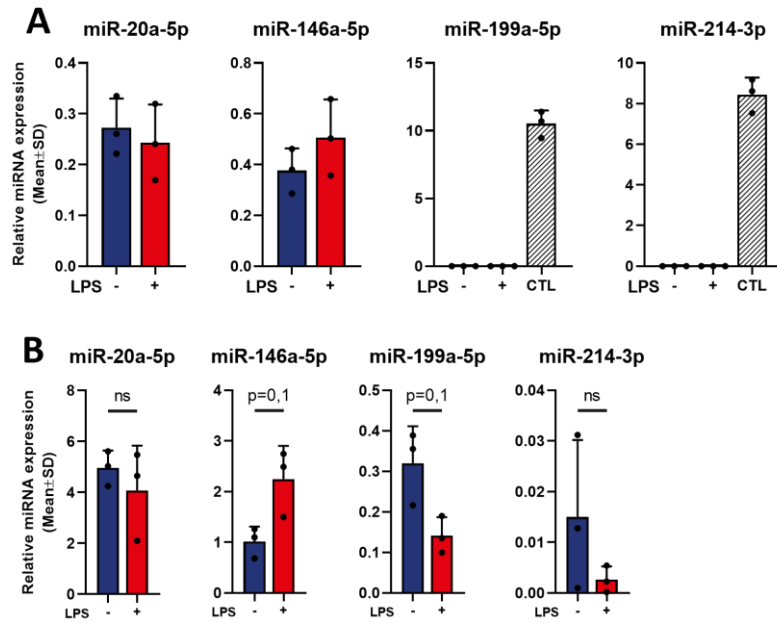 A
miR-20a-5p miR-146a-5p miR-199a-5p miR-214-3p
Relative miRNA expression
(Mean±SD)
0.4 0.8 15 10
0.3 0.6 10 8
0.2 0.4 5 6
0.1 0.2 0 4
0.0 0.0 2
0
LPS - + LPS - + LPS - + CTL LPS - + CTL
B
miR-20a-5p miR-146a-5p miR-199a-5p miR-214-3p
Relative miRNA expression
(Mean±SD)
ns p=0,1 p=0,1 ns
8 4 0.5 0.04
6 3 0.4 0.03
4 2 0.3 0.02
2 1 0.2 0.01
0 0 0.1 0.00
0.0
LPS - + LPS - + LPS - + LPS - +